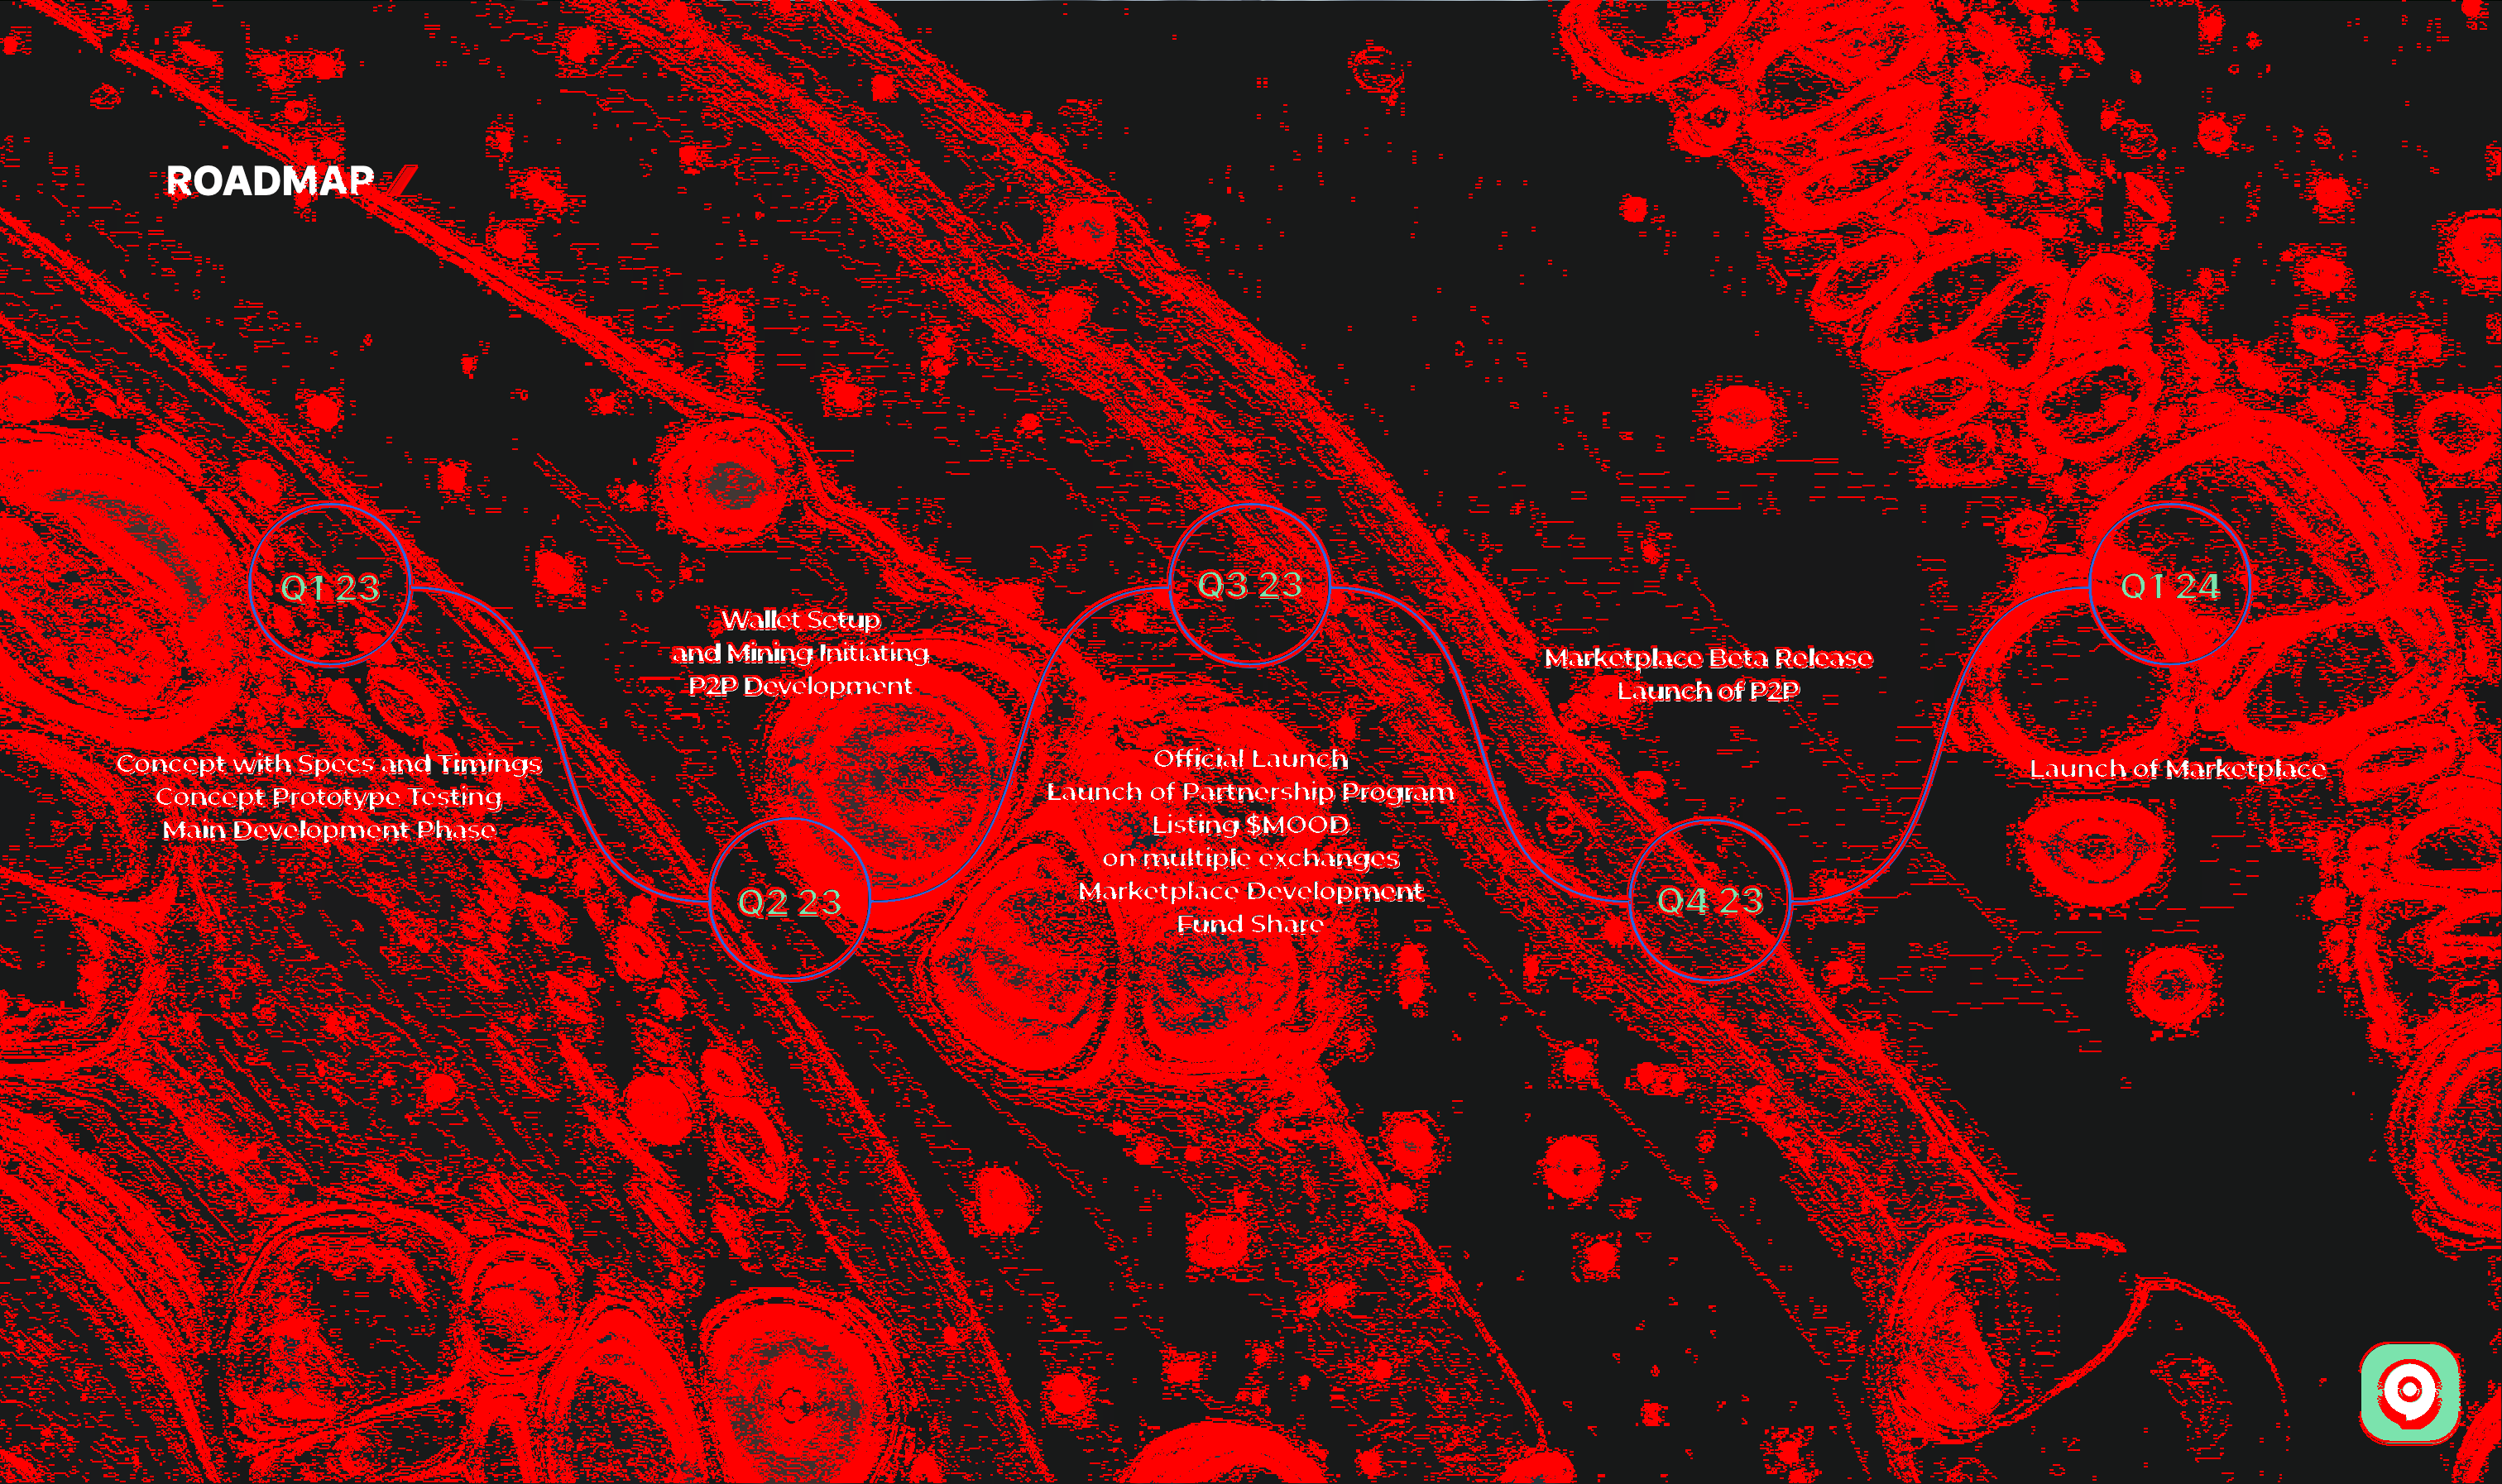 ROADMAP
Q1 23
Concept with Specs and Timings
Concept Prototype Testing
Main Development Phase
Wallet Setup
and Mining Initiating
P2P Development
Q2 23
Q3 23
Official Launch
Launch of Partnership Program
Listing $MOOD
on multiple exchanges
Marketplace Development
Fund Share
Marketplace Beta Release
Launch of P2P
Q4 23
Q1 24
Launch of Marketplace